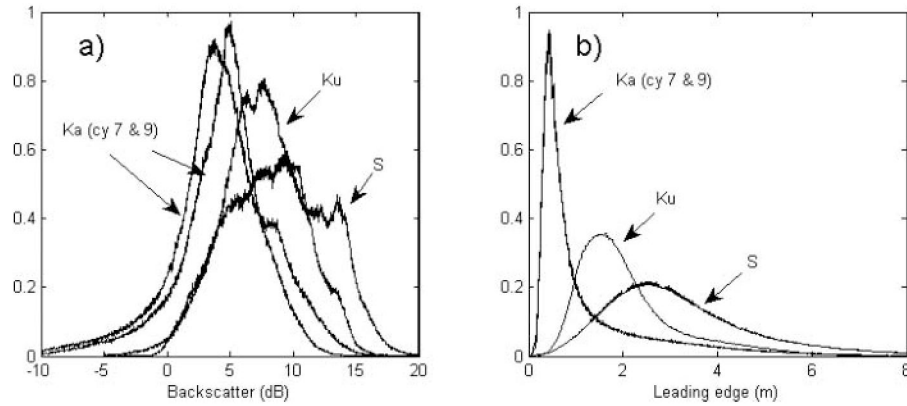 a)
1
0.8
0.6
0.4
0.2
0
Ka (cy 7 & 9)
Ku
S
-10 -5 0 5 10 15 20
Backscatter (dB)
b)
1
0.8
0.6
0.4
0.2
0
Ka (cy 7 & 9)
Ku
S
0 2 4 6 8
Leading edge (m)